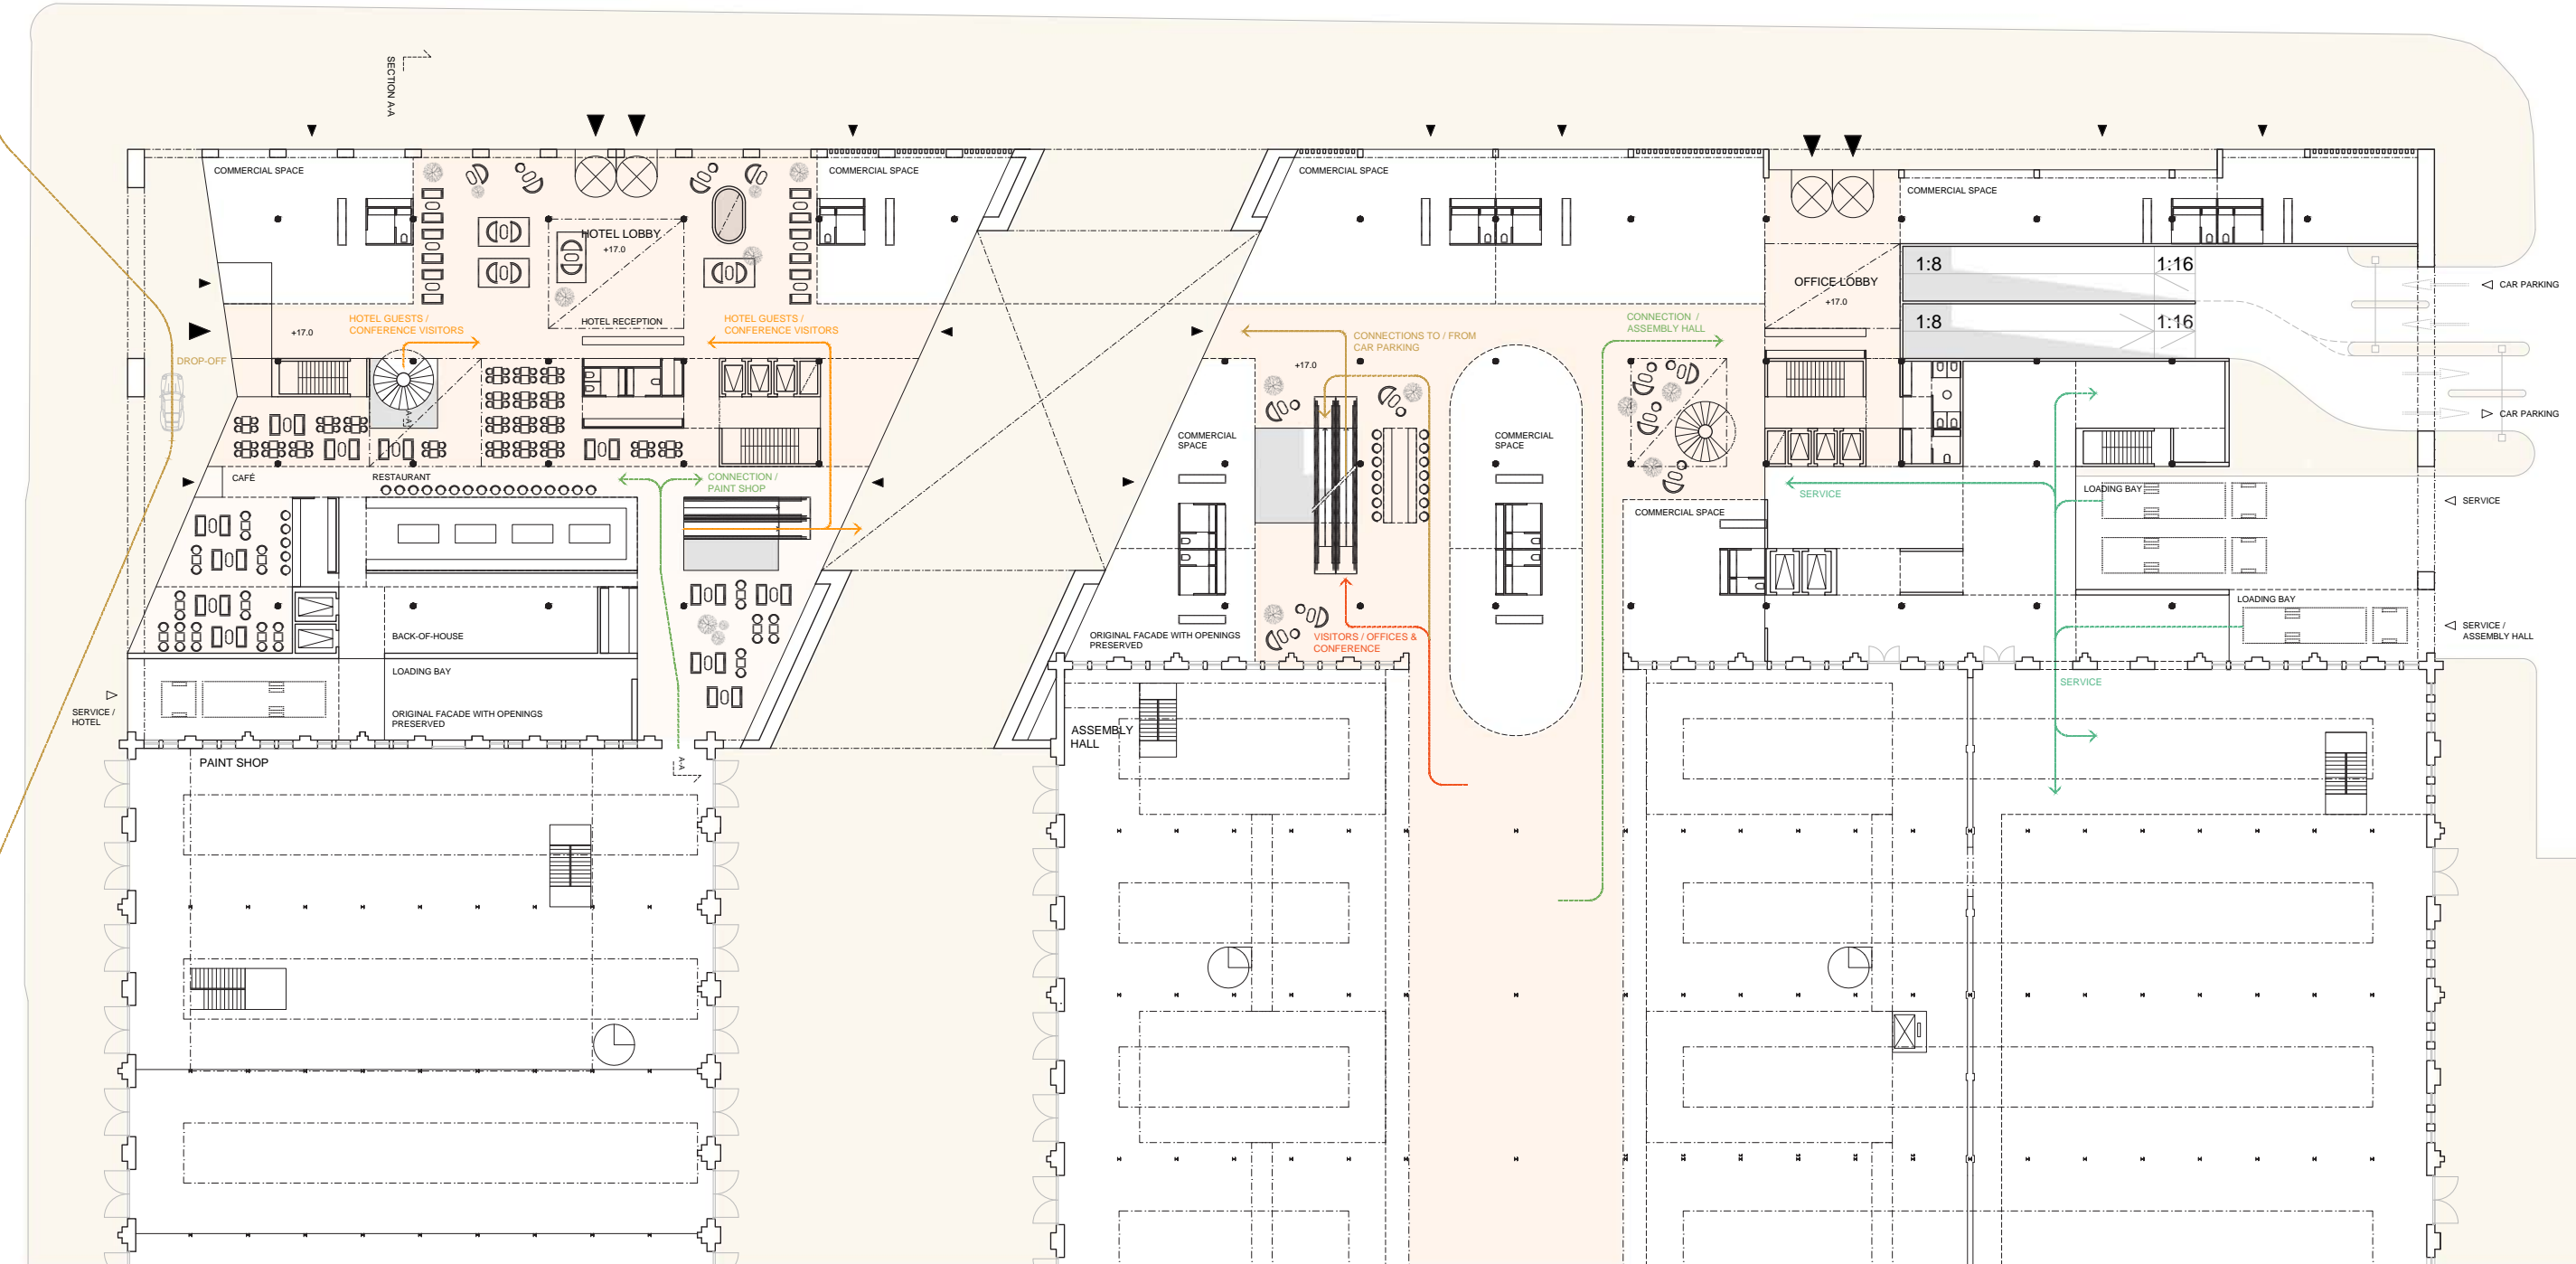 SECTION A-A
COMMERCIAL SPACE
COMMERCIAL SPACE
COMMERCIAL SPACE
COMMERCIAL SPACE
HOTEL LOBBY
+17.0
OFFICE LOBBY
+17.0
1:8
1:16
CAR PARKING
HOTEL GUESTS /
CONFERENCE VISITORS
+17.0
HOTEL RECEPTION
HOTEL GUESTS /
CONFERENCE VISITORS
CONNECTIONS TO / FROM
CAR PARKING
CONNECTION /
ASSEMBLY HALL
1:8
1:16
DROP-OFF
+17.0
CAR PARKING
A-A
COMMERCIAL
SPACE
COMMERCIAL
SPACE
CAFÉ
RESTAURANT
CONNECTION /
PAINT SHOP
SERVICE
LOADING BAY
SERVICE
COMMERCIAL SPACE
LOADING BAY
BACK-OF-HOUSE
ORIGINAL FACADE WITH OPENINGS
PRESERVED
VISITORS / OFFICES &
CONFERENCE
SERVICE /
ASSEMBLY HALL
LOADING BAY
SERVICE
SERVICE /
HOTEL
ORIGINAL FACADE WITH OPENINGS
PRESERVED
ASSEMBLY
HALL
PAINT SHOP
A-A